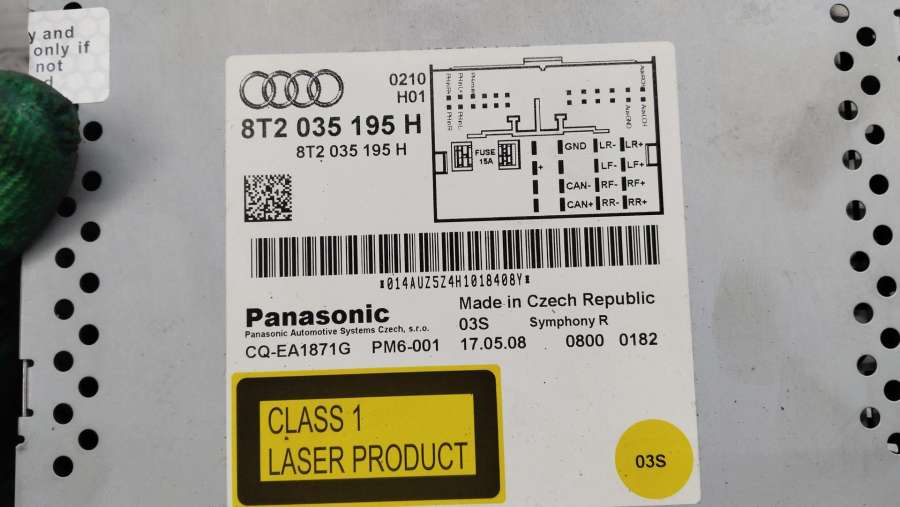 y and
only if
not
0210
H01
8T2 035 195 H
8T2 035 195 H
FUSE
15A
+
GND LR- LR+
LF- LF+
CAN- RF- RF+
CAN+ RR- RR+
*014AUZ5Z4H1018408Y*
Panasonic
Panasonic Automotive Systems Czech, s.r.o.
CQ-EA1871G PM6-001
Made in Czech Republic
03S Symphony R
17.05.08 0800 0182
CLASS 1
LASER PRODUCT
03S